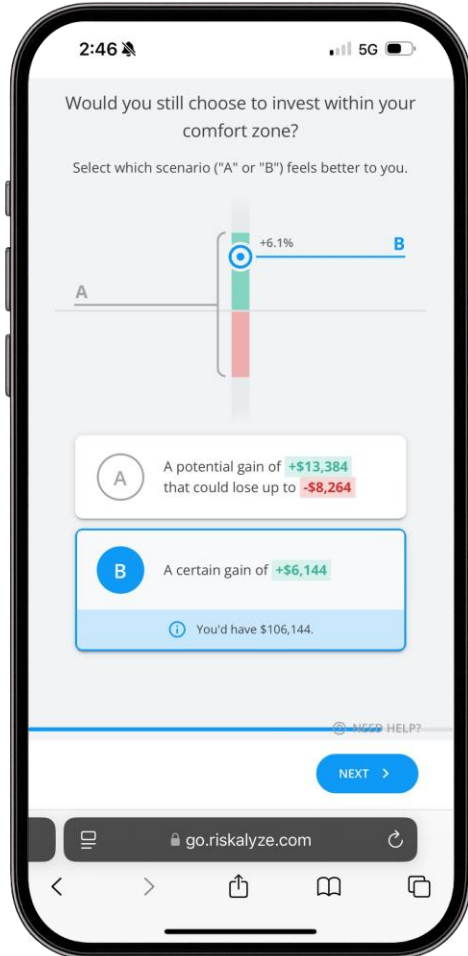 2:46
5G
Would you still choose to invest within your
comfort zone?
Select which scenario ("A" or "B") feels better to you.
+6.1%
B
A
A
A potential gain of +$13,384
that could lose up to -$8,264
B
A certain gain of +$6,144
You'd have $106,144.
NEED HELP?
NEXT
go.riskalyze.com